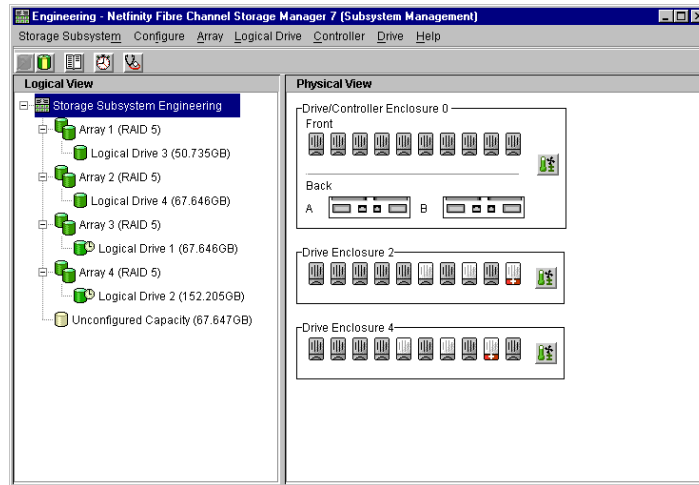 Engineering - Netfinity Fibre Channel Storage Manager 7 (Subsystem Management)
Storage Subsystem Configure Array Logical Drive Controller Drive Help
Logical View
Storage Subsystem Engineering
Array 1 (RAID 5)
Logical Drive 3 (50.735GB)
Array 2 (RAID 5)
Logical Drive 4 (67.646GB)
Array 3 (RAID 5)
Logical Drive 1 (67.646GB)
Array 4 (RAID 5)
Logical Drive 2 (152.205GB)
Unconfigured Capacity (67.647GB)
Physical View
Drive/Controller Enclosure 0
Front
Back
A B
Drive Enclosure 2
Drive Enclosure 4